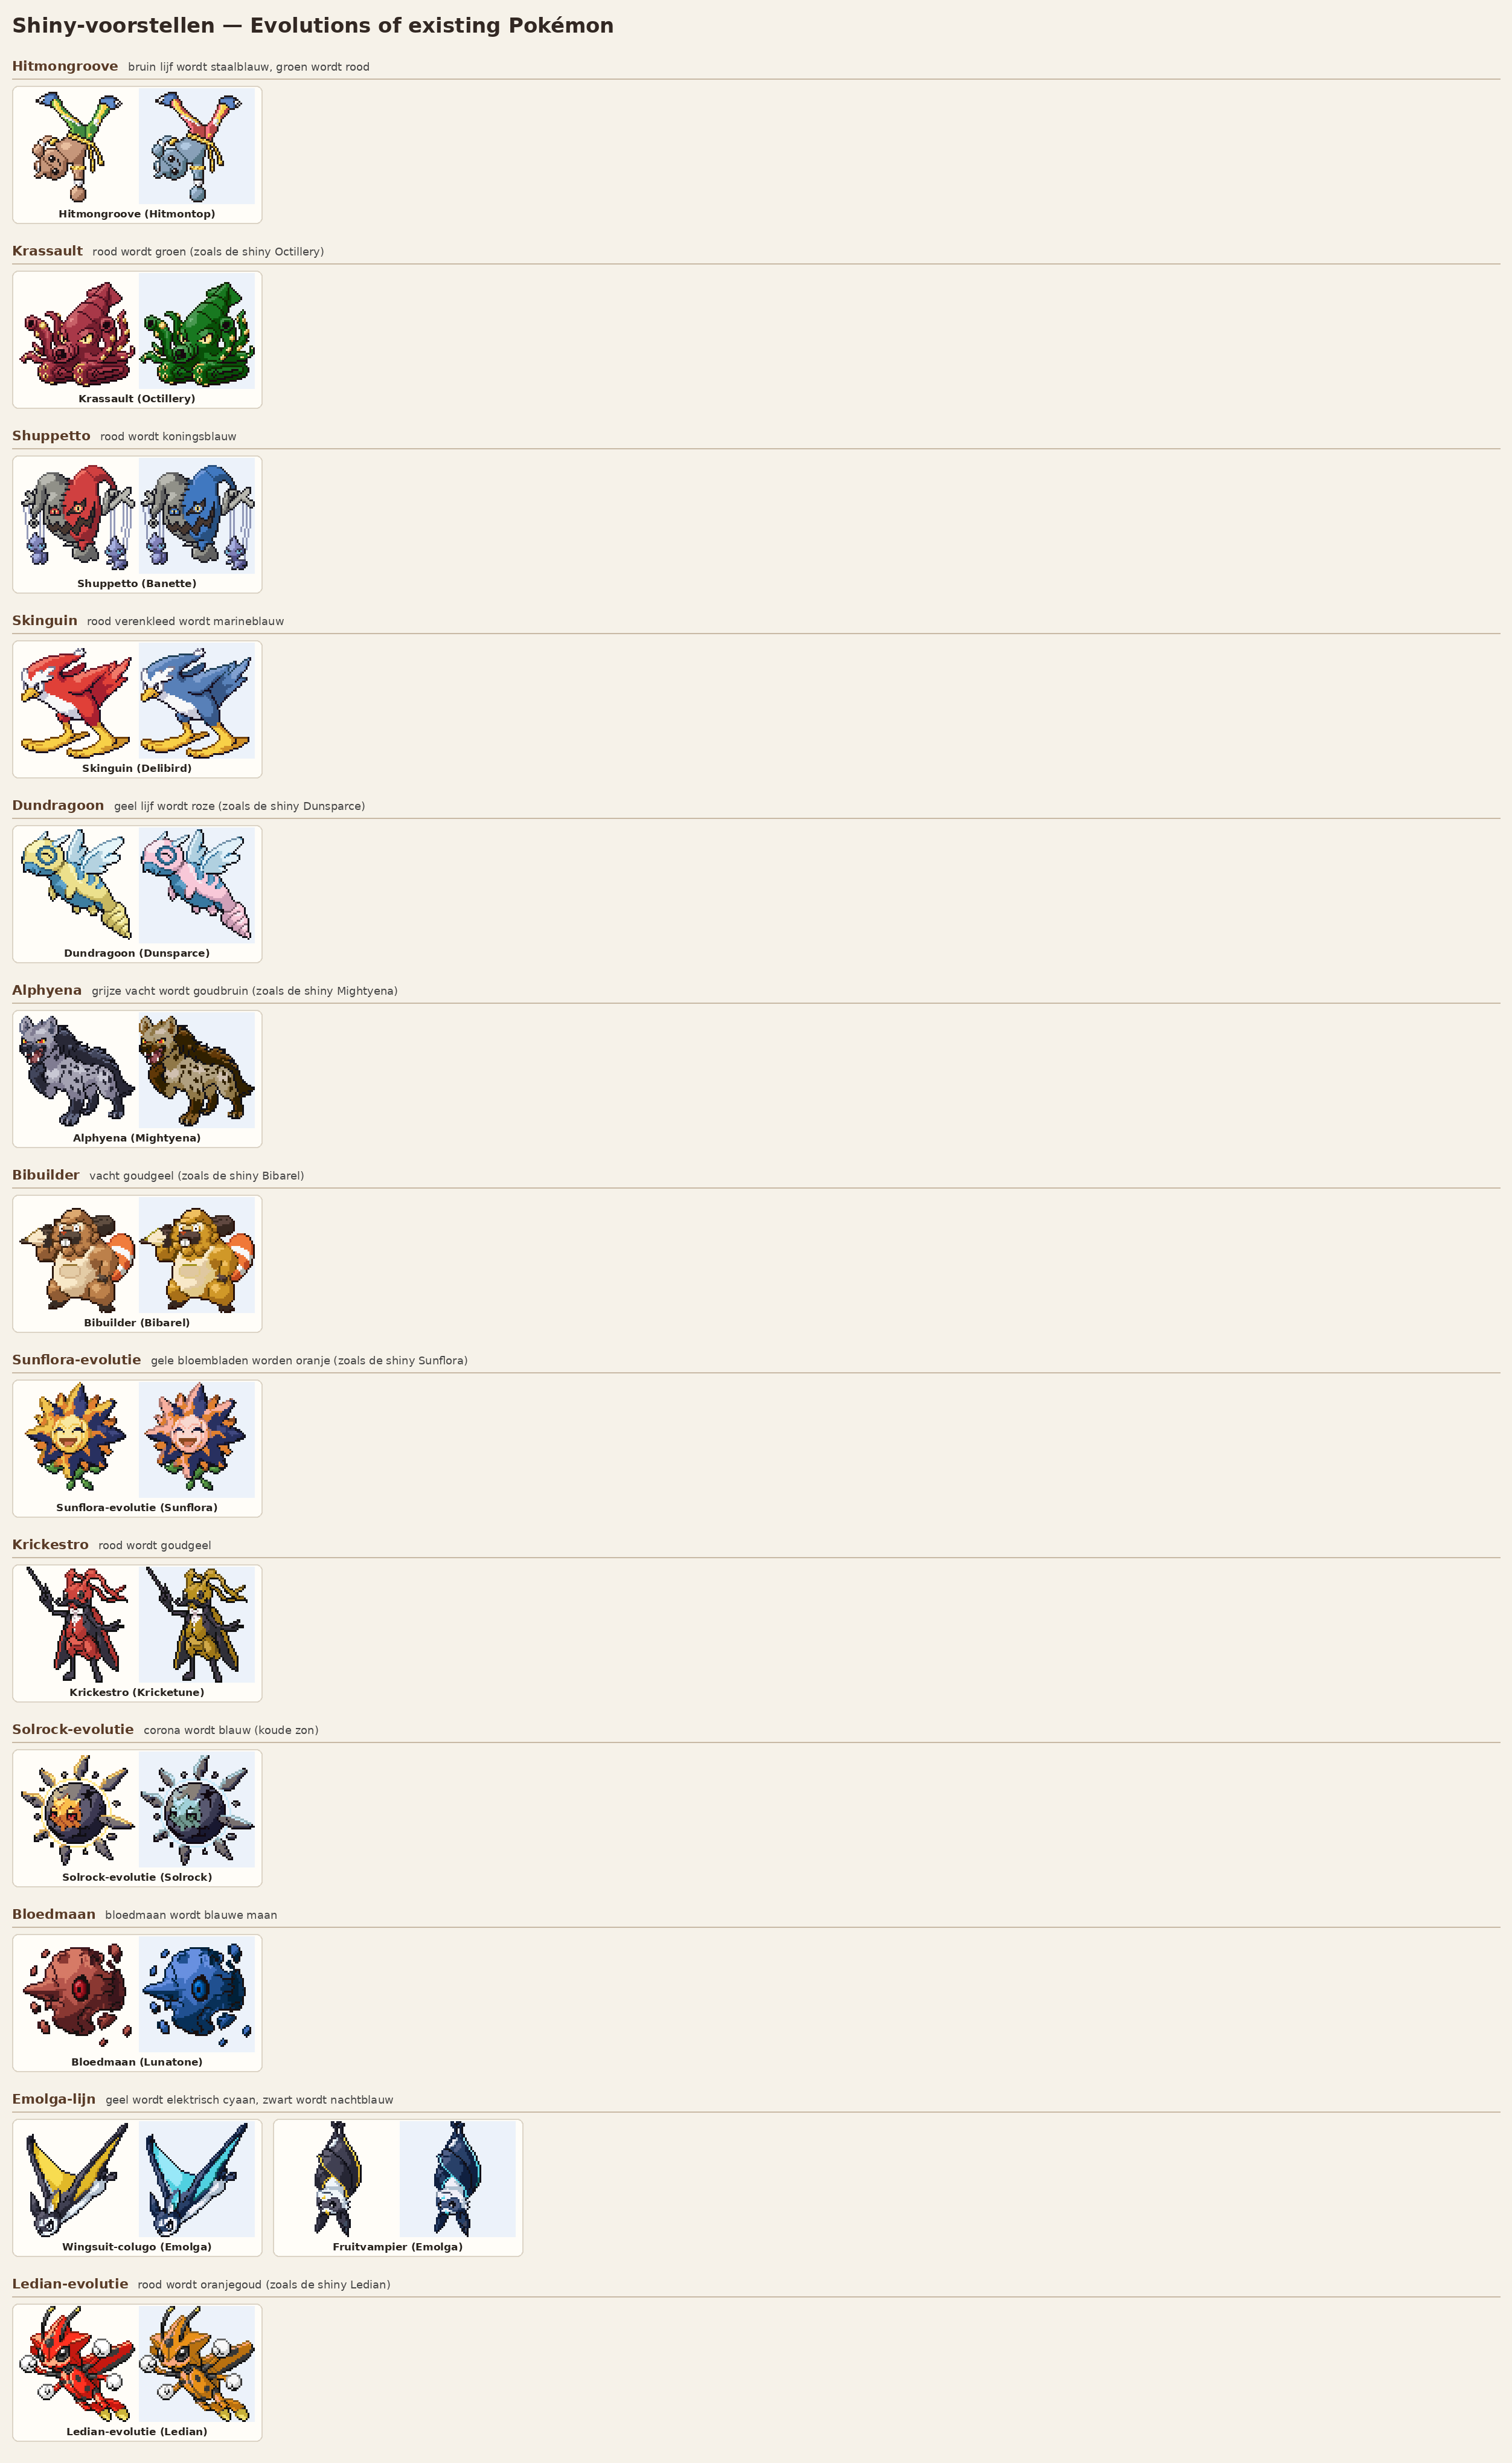 Shiny-voorstellen — Evolutions of existing Pokémon
Hitmongroove bruin lijf wordt staalblauw, groen wordt rood
Hitmongroove (Hitmontop)
Krassault rood wordt groen (zoals de shiny Octillery)
Krassault (Octillery)
Shuppetto rood wordt koningsblauw
Shuppetto (Banette)
Skinguin rood verenkleed wordt marineblauw
Skinguin (Delibird)
Dundragoon geel lijf wordt roze (zoals de shiny Dunsparce)
Dundragoon (Dunsparce)
Alphyena grijze vacht wordt goudbruin (zoals de shiny Mightyena)
Alphyena (Mightyena)
Bibuilder vacht goudgeel (zoals de shiny Bibarel)
Bibuilder (Bibarel)
Sunflora-evolutie gele bloembladen worden oranje (zoals de shiny Sunflora)
Sunflora-evolutie (Sunflora)
Krickestro rood wordt goudgeel
Krickestro (Kricketune)
Solrock-evolutie corona wordt blauw (koude zon)
Solrock-evolutie (Solrock)
Bloedmaan bloedmaan wordt blauwe maan
Bloedmaan (Lunatone)
Emolga-lijn geel wordt elektrisch cyaan, zwart wordt nachtblauw
Wingsuit-colugo (Emolga)
Fruitvampier (Emolga)
Ledian-evolutie rood wordt oranjegoud (zoals de shiny Ledian)
Ledian-evolutie (Ledian)